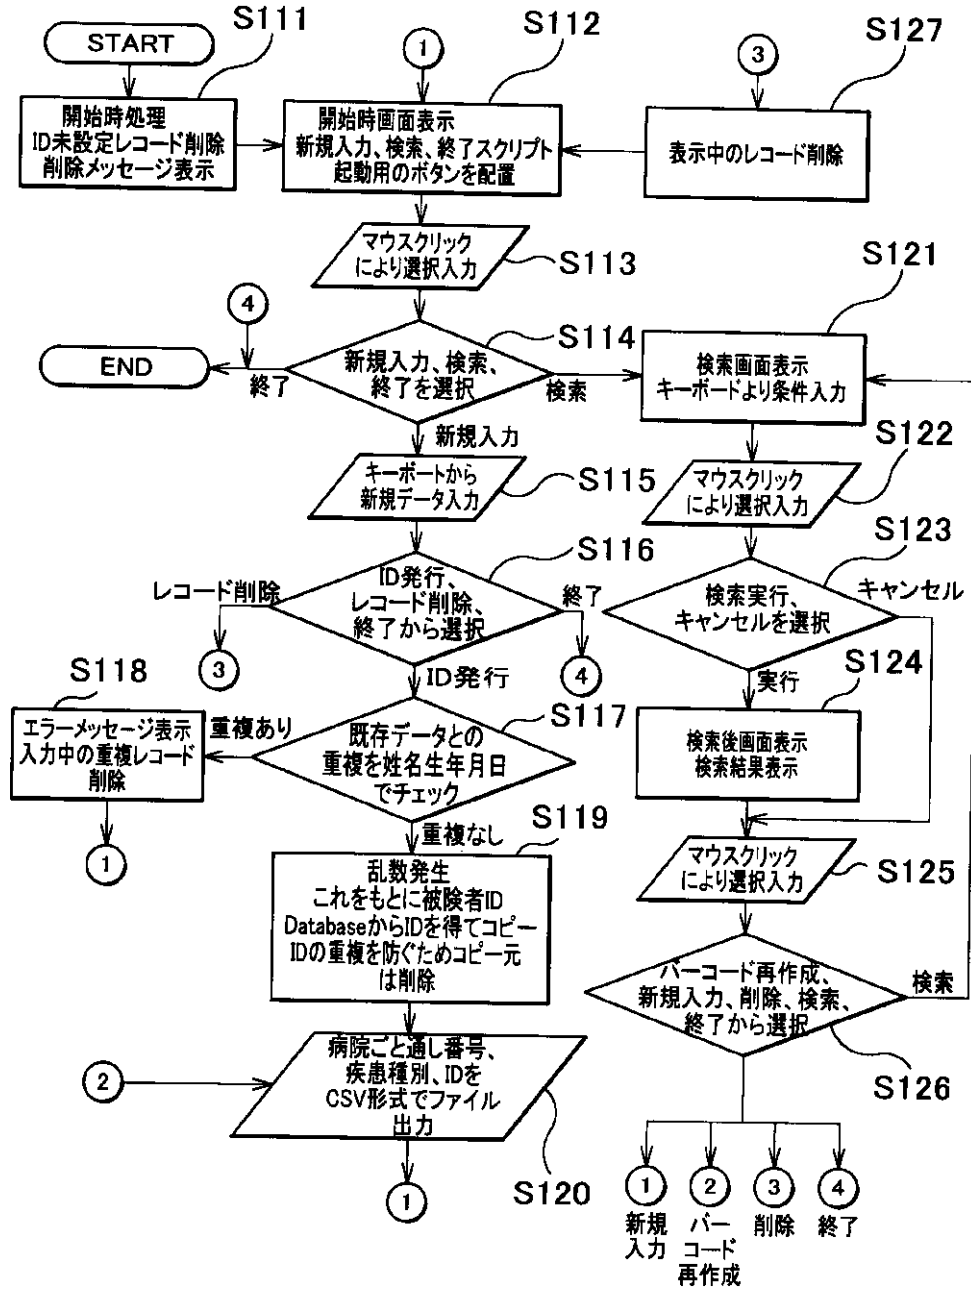 S111
START
開始時処理
ID未設定レコード削除
削除メッセージ表示
1
S112
開始時画面表示
新規入力、検索、終了スクリプト
起動用のボタンを配置
3
S127
表示中のレコード削除
マウスクリック
により選択入力
S113
4
END
終了
新規入力、検索、
終了を選択
S114
検索
新規入力
S121
検索画面表示
キーボードより条件入力
キーボートから
新規データ入力
S115
マウスクリック
により選択入力
S122
レコード削除
3
ID発行、
レコード削除、
終了から選択
S116
終了
4
ID発行
検索実行、
キャンセルを選択
S123
キャンセル
実行
S118
エラーメッセージ表示
入力中の重複レコード
削除
1
重複あり
既存データとの
重複を姓名生年月日
でチェック
S117
重複なし
S124
検索後画面表示
検索結果表示
S119
乱数発生
これをもとに被験者ID
DatabaseからIDを得てコピー
IDの重複を防ぐためコピー元
は削除
マウスクリック
により選択入力
S125
バーコード再作成、
新規入力、削除、検索、
終了から選択
検索
S126
2
病院ごと通し番号、
疾患種別、IDを
CSV形式でファイル
出力
S120
1
1
新規
入力
2
バー
コード
再作成
3
削除
4
終了